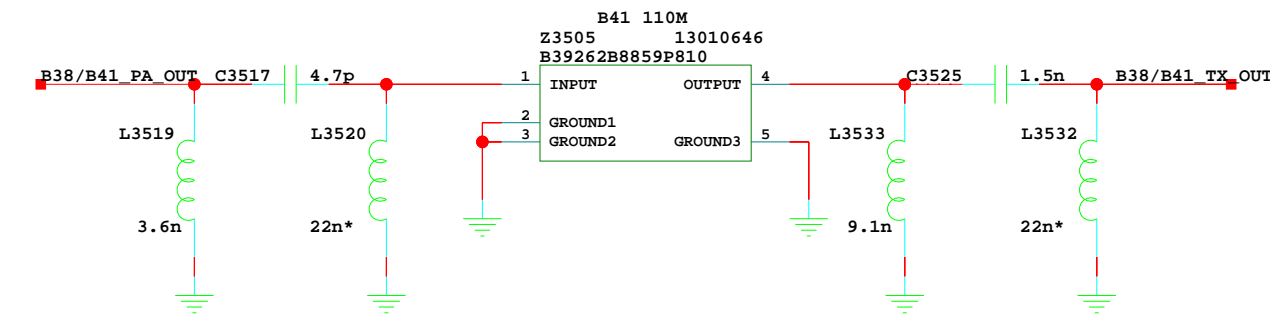 B41 110M
Z3505 13010646
B39262B8859P810
B38/B41_PA_OUT C3517 4.7p 1 INPUT OUTPUT 4 C3525 1.5n B38/B41_TX_OUT
2 GROUND1
L3519 L3520 3 GROUND2 GROUND3 5 L3533 L3532
3.6n 22n* 9.1n 22n*